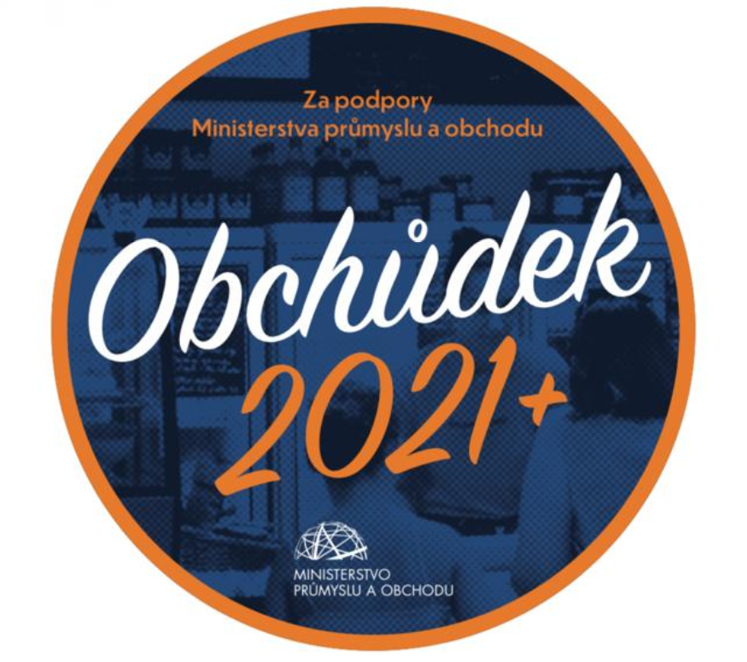 Za podpory
Ministerstva průmyslu a obchodu
Obchůdek
2021+
MINISTERSTVO
PRŮMYSLU A OBCHODU